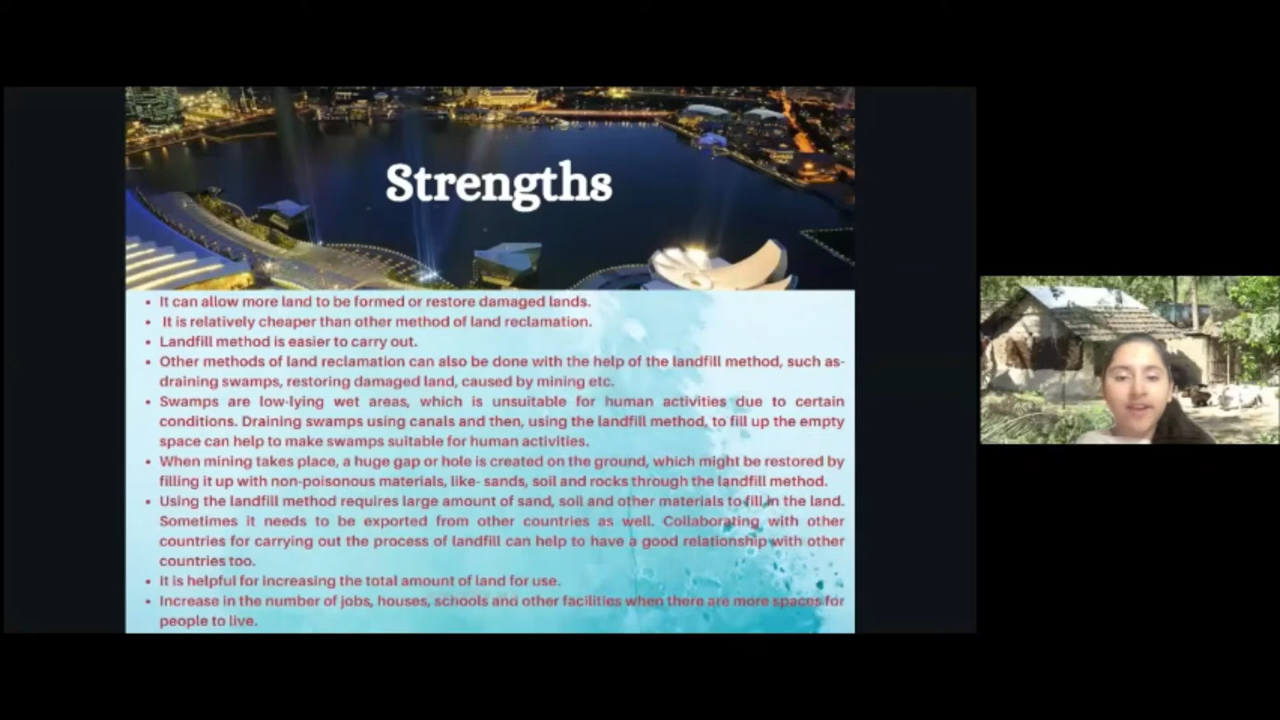 Strengths
• It can allow more land to be formed or restore damaged lands.
• It is relatively cheaper than other method of land reclamation.
• Landfill method is easier to carry out.
• Other methods of land reclamation can also be done with the help of the landfill method, such as-
draining swamps, restoring damaged land, caused by mining etc.
• Swamps are low-lying wet areas, which is unsuitable for human activities due to certain
conditions. Draining swamps using canals and then, using the landfill method, to fill up the empty
space can help to make swamps suitable for human activities.
• When mining takes place, a huge gap or hole is created on the ground, which might be restored by
filling it up with non-poisonous materials, like- sands, soil and rocks through the landfill method.
• Using the landfill method requires large amount of sand, soil and other materials to fill in the land.
Sometimes it needs to be exported from other countries as well. Collaborating with other
countries for carrying out the process of landfill can help to have a good relationship with other
countries too.
• It is helpful for increasing the total amount of land for use.
• Increase in the number of jobs, houses, schools and other facilities when there are more spaces for
people to live.